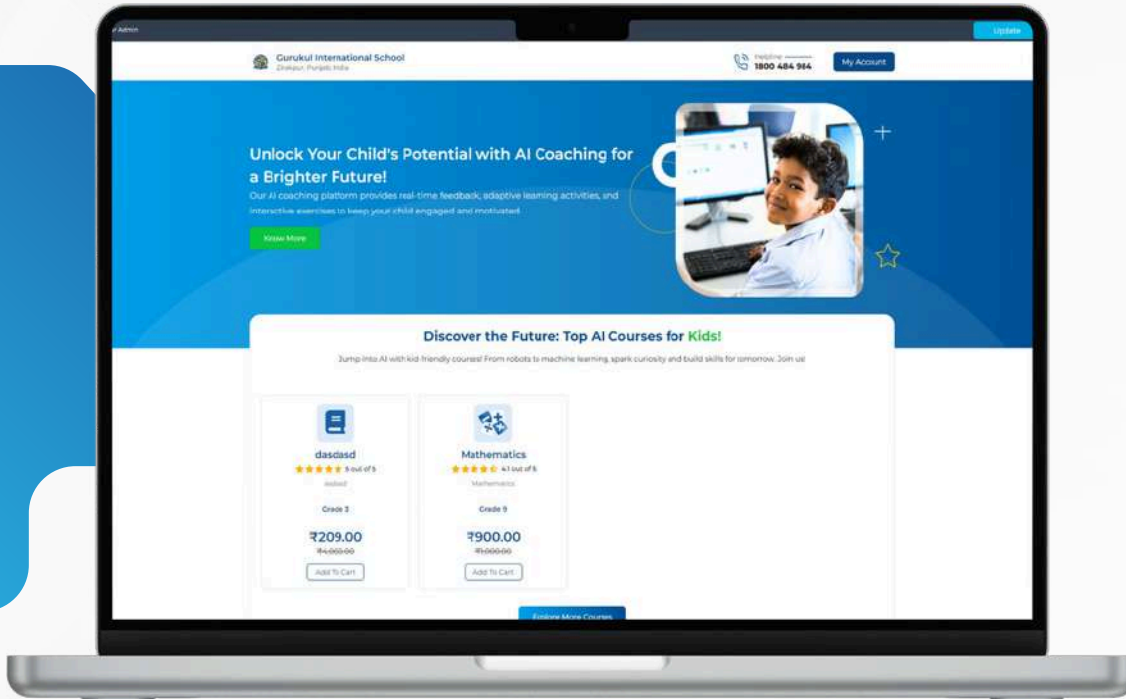 Admin
Update
Gurukul International School
Zirakpur, Punjab, India
Helpline
1800 484 984
My Account
Unlock Your Child's Potential with AI Coaching for
a Brighter Future!
Our AI coaching platform provides real-time feedback, adaptive learning activities, and
interactive exercises to keep your child engaged and motivated.
Know More
Discover the Future: Top AI Courses for Kids!
Jump into AI with kid-friendly courses! From robots to machine learning, spark curiosity and build skills for tomorrow. Join us!
dasdasd
5 out of 5
Grade 3
₹209.00
Add To Cart
Mathematics
4.1 out of 5
Mathematics
Grade 9
₹900.00
₹1,000.00
Add To Cart
Explore More Courses